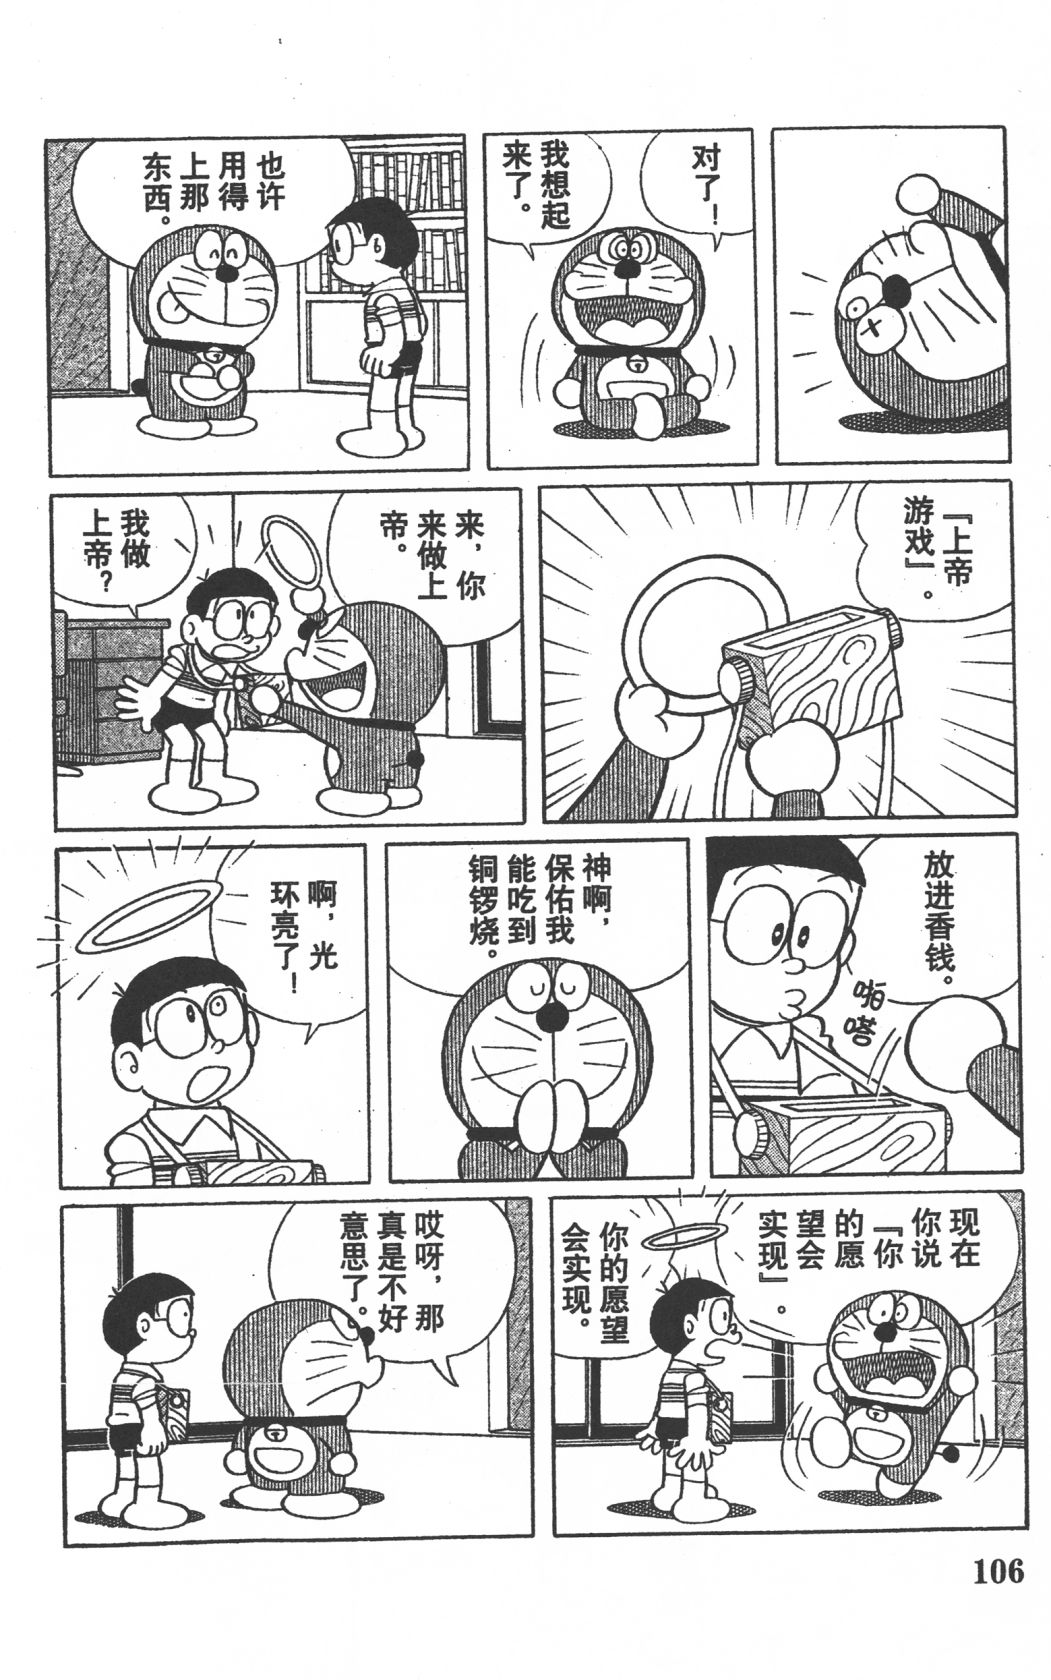 对了！
我想起
来了。
也许
用得
上那
东西。
『上帝
游戏』。
来，你
来做上
帝。
我做
上帝？
放进香钱。
啪
嗒
神啊，
保佑我
能吃到
铜锣烧。
啊，光
环亮了！
现在
你说
『你
的愿
望会
实现』。
你的愿望
会实现。
哎呀，那
真是不好
意思了。
106